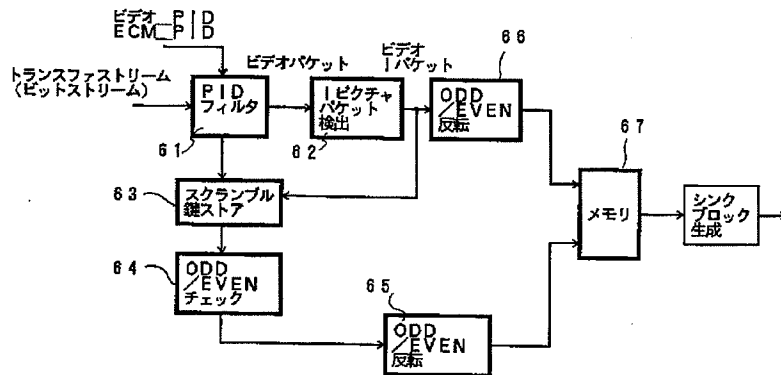 ビデオ_PID
ECM_PID
トランスファストリーム
(ビットストリーム)
PID
フィルタ
61
ビデオパケット
Iピクチャ
パケット
検出
62
ビデオ
Iパケット
66
ODD
/EVEN
反転
67
メモリ
シンク
ブロック
生成
63
スクランブル
鍵ストア
64
ODD
/EVEN
チェック
65
ODD
/EVEN
反転